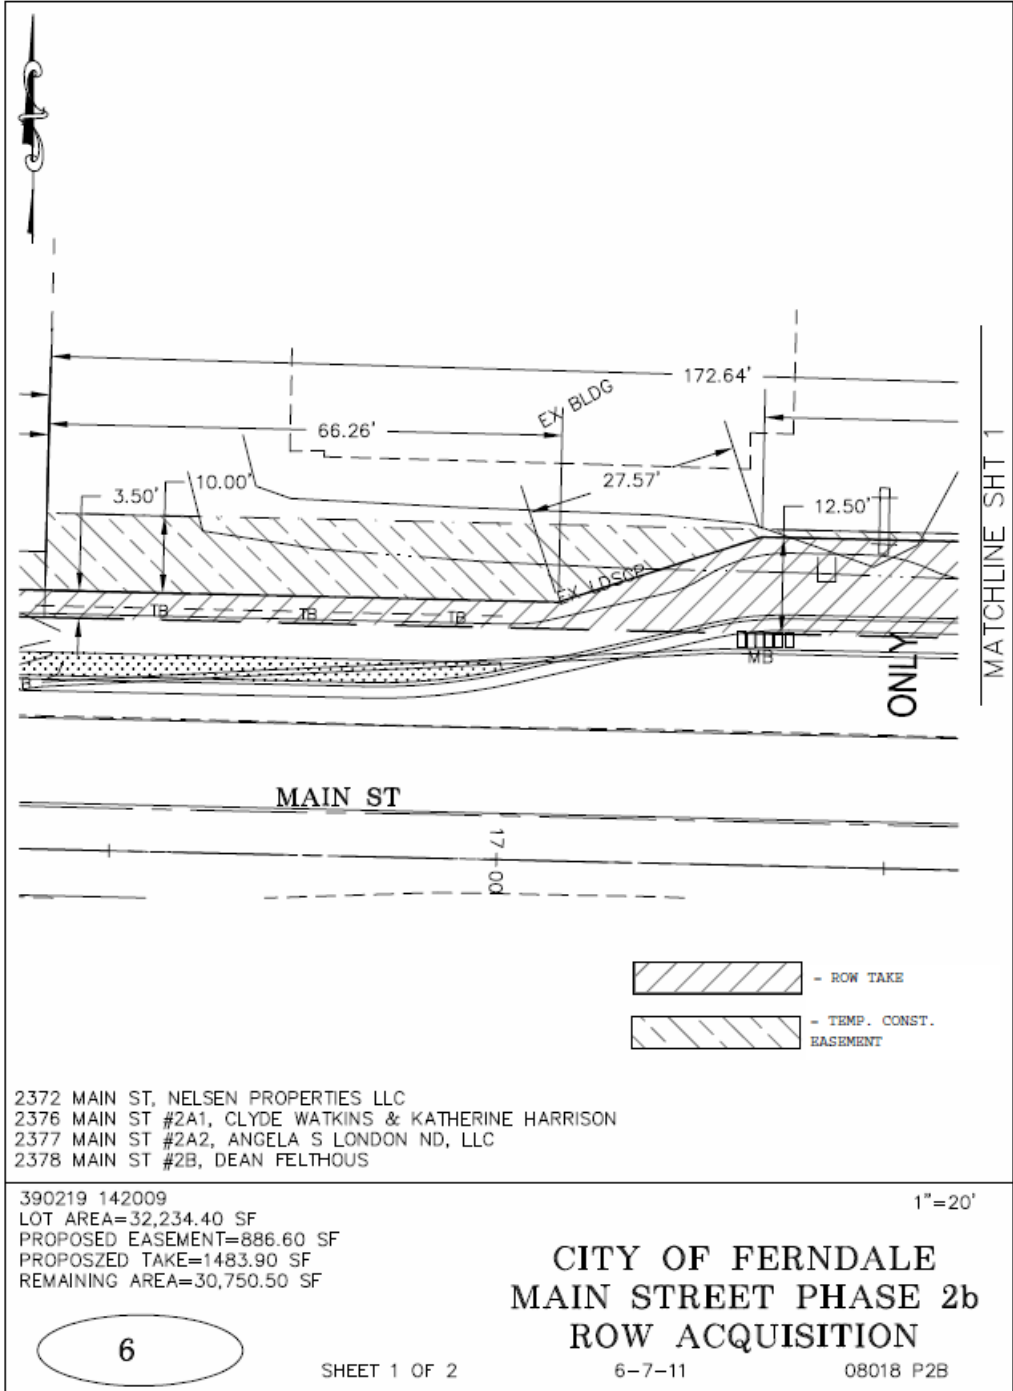 172.64'
EX BLDG
66.26'
27.57'
3.50'
10.00'
12.50'
EX LDSCP
TB
TB
TB
MB
B
ONLY
MATCHLINE SHT 1
MAIN ST
17+00
- ROW TAKE
- TEMP. CONST.
EASEMENT
2372 MAIN ST, NELSEN PROPERTIES LLC
2376 MAIN ST #2A1, CLYDE WATKINS & KATHERINE HARRISON
2377 MAIN ST #2A2, ANGELA S LONDON ND, LLC
2378 MAIN ST #2B, DEAN FELTHOUS
390219 142009
LOT AREA=32,234.40 SF
PROPOSED EASEMENT=886.60 SF
PROPOSZED TAKE=1483.90 SF
REMAINING AREA=30,750.50 SF
1"=20'
CITY OF FERNDALE
MAIN STREET PHASE 2b
ROW ACQUISITION
6
SHEET 1 OF 2
6-7-11
08018 P2B